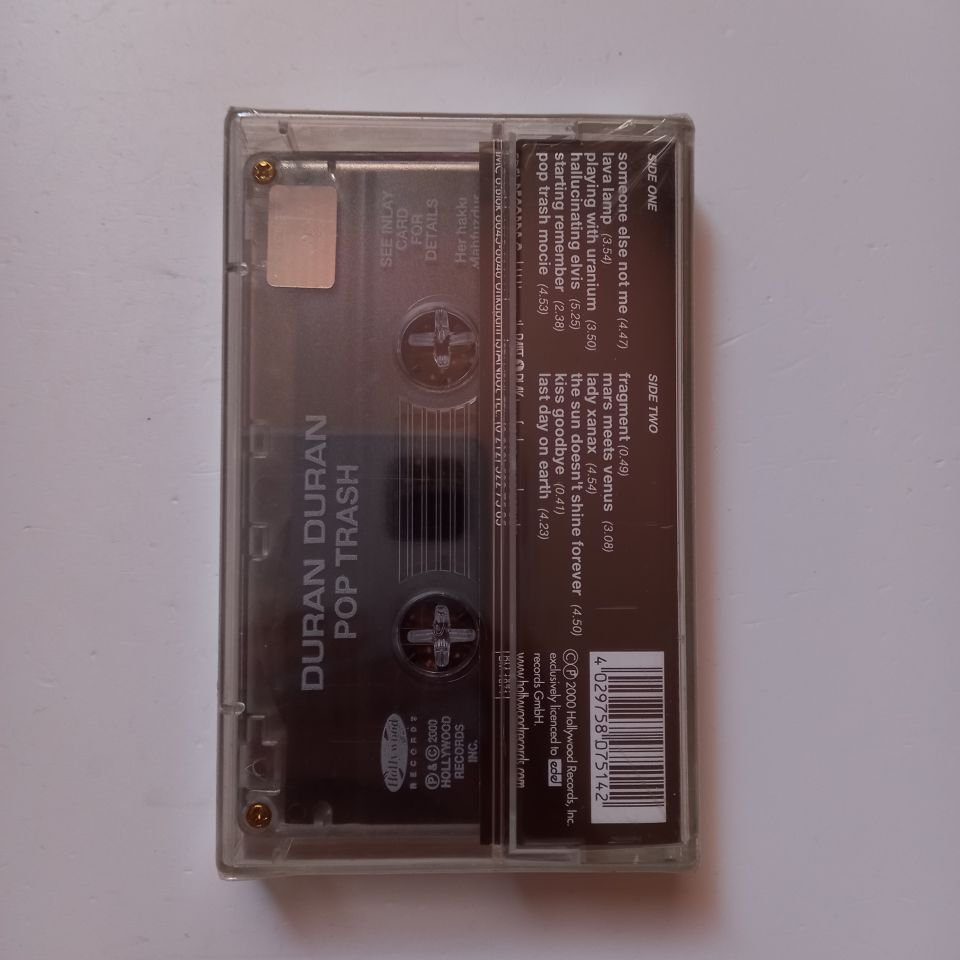 SIDE ONE
someone else not me (4.47)
lava lamp (3.54)
playing with uranium (3.50)
hallucinating elvis (5.25)
starting remember (2.38)
pop trash mocie (4.53)
SIDE TWO
fragment (0.49)
mars meets venus (3.08)
lady xanax (4.54)
the sun doesn't shine forever (4.50)
kiss goodbye (0.41)
last day on earth (4.23)
4 029758 075142
©℗ 2000 Hollywood Records, Inc.
exclusively licenced to edel
records GmbH.
www.hollywoodrecords.com
DURAN DURAN
POP TRASH
SEE INLAY
CARD
FOR
DETAILS
Her hakkı
Hollywood
RECORDS
℗ & © 2000
HOLLYWOOD
RECORDS
INC.